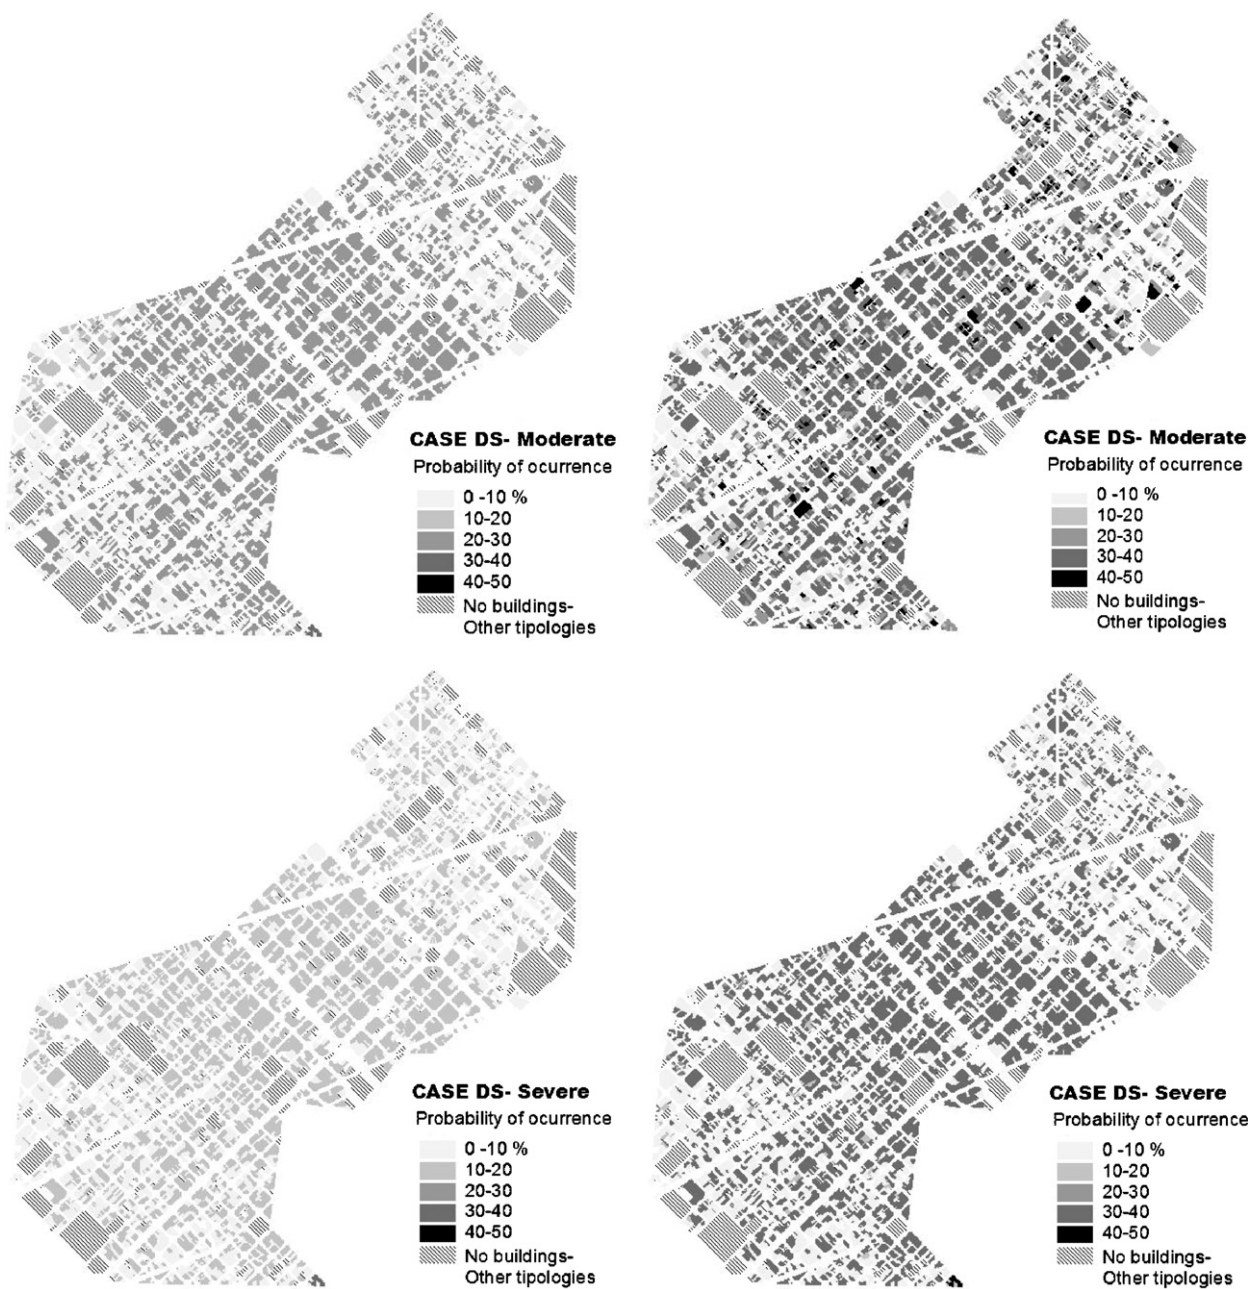 CASE DS- Moderate
Probability of ocurrence
0 -10 %
10-20
20-30
30-40
40-50
No buildings-
Other tipologies
CASE DS- Moderate
Probability of ocurrence
0 -10 %
10-20
20-30
30-40
40-50
No buildings-
Other tipologies
CASE DS- Severe
Probability of ocurrence
0 -10 %
10-20
20-30
30-40
40-50
No buildings-
Other tipologies
CASE DS- Severe
Probability of ocurrence
0 -10 %
10-20
20-30
30-40
40-50
No buildings-
Other tipologies